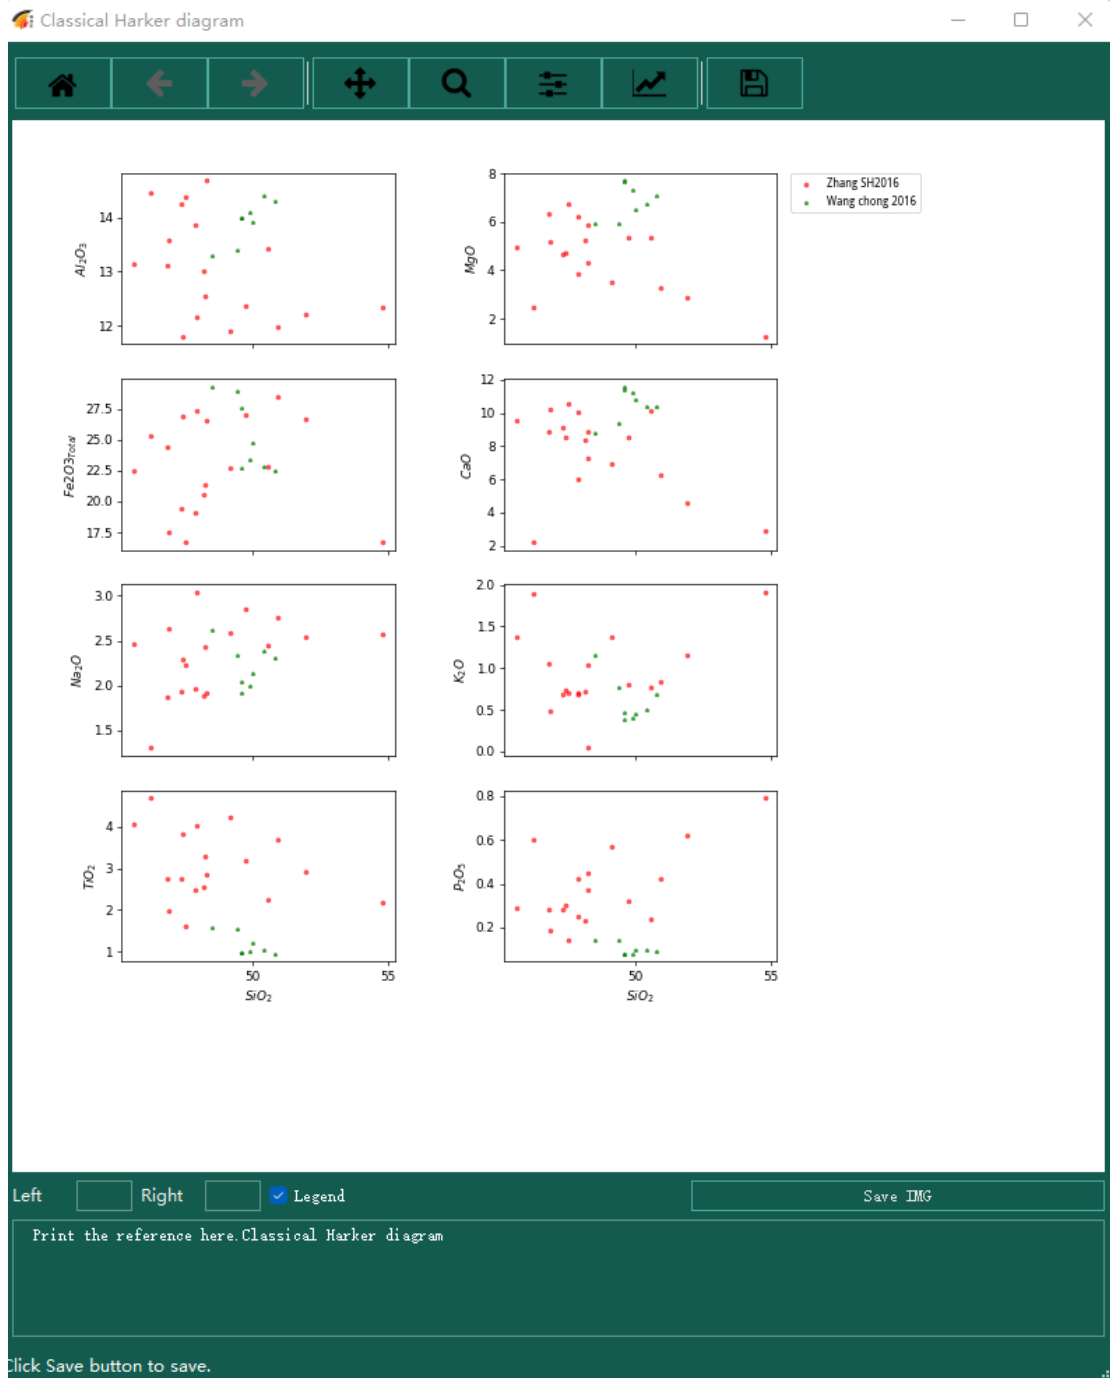 Classical Harker diagram
Zhang SH2016
Wang chong 2016
14
13
12
Al₂O₃
8
6
4
2
MgO
27.5
25.0
22.5
20.0
17.5
Fe2O3Total
12
10
8
6
4
2
CaO
3.0
2.5
2.0
1.5
Na₂O
2.0
1.5
1.0
0.5
0.0
K₂O
4
3
2
1
TiO₂
50 55
SiO₂
0.8
0.6
0.4
0.2
P₂O₅
50 55
SiO₂
Left Right Legend Save IMG
Print the reference here.Classical Harker diagram
Click Save button to save.